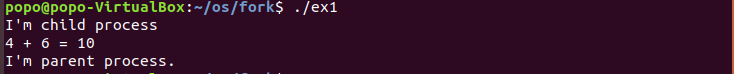 popo@popo-VirtualBox:~/os/fork$ ./ex1
I'm child process
4 + 6 = 10
I'm parent process.